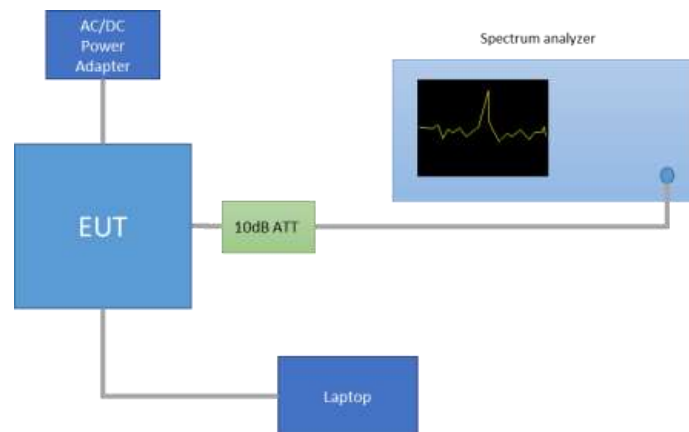 AC/DC
Power
Adapter
Spectrum analyzer
EUT
10dB ATT
Laptop